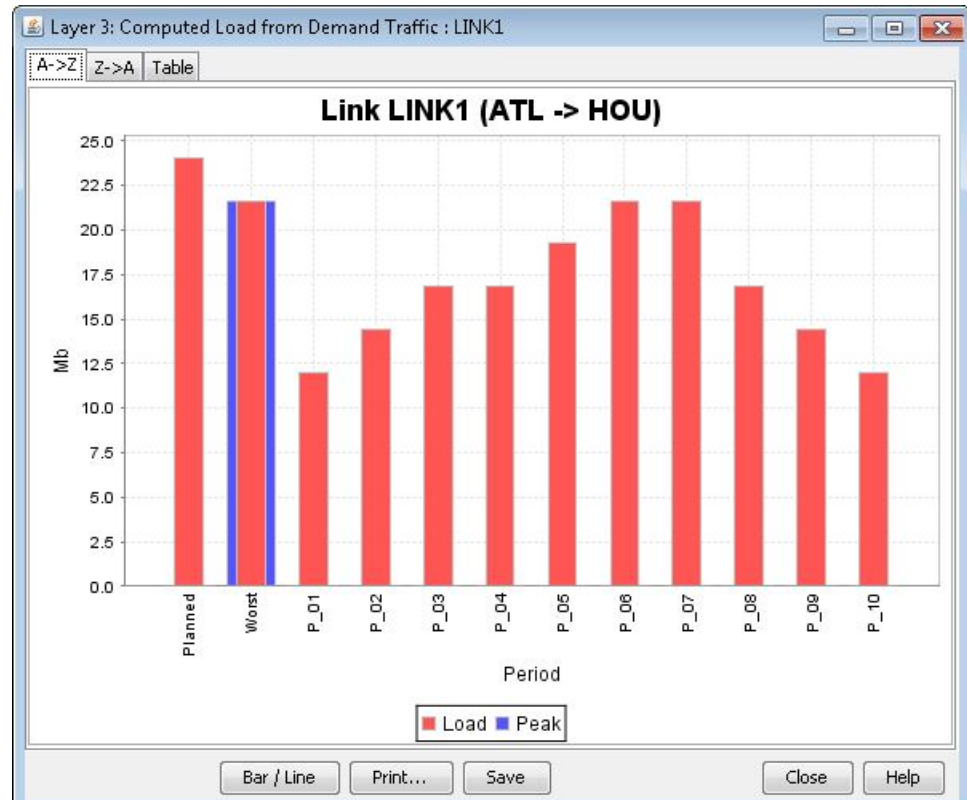 Layer 3: Computed Load from Demand Traffic : LINK1
A->Z Z->A Table
Link LINK1 (ATL -> HOU)
25.0
22.5
20.0
17.5
15.0
12.5
10.0
7.5
5.0
2.5
0.0
Mb
Planned Worst P_01 P_02 P_03 P_04 P_05 P_06 P_07 P_08 P_09 P_10
Period
Load Peak
Bar / Line Print... Save Close Help